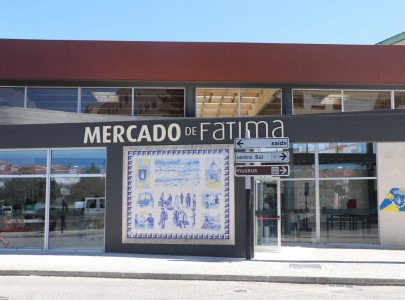 MERCADO DE FATIMA
saída
centro Sul
museus